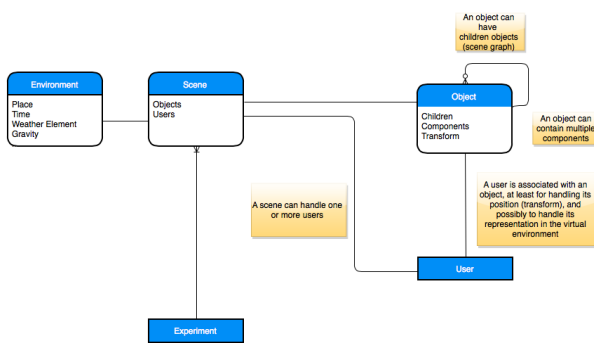 An object can
have
children objects
(scene graph)
Environment
Place
Time
Weather Element
Gravity
Scene
Objects
Users
Object
Children
Components
Transform
An object can
contain multiple
components
A scene can handle one
or more users
A user is associated with an
object, at least for handling its
position (transform), and
possibly to handle its
representation in the virtual
environment
User
Experiment